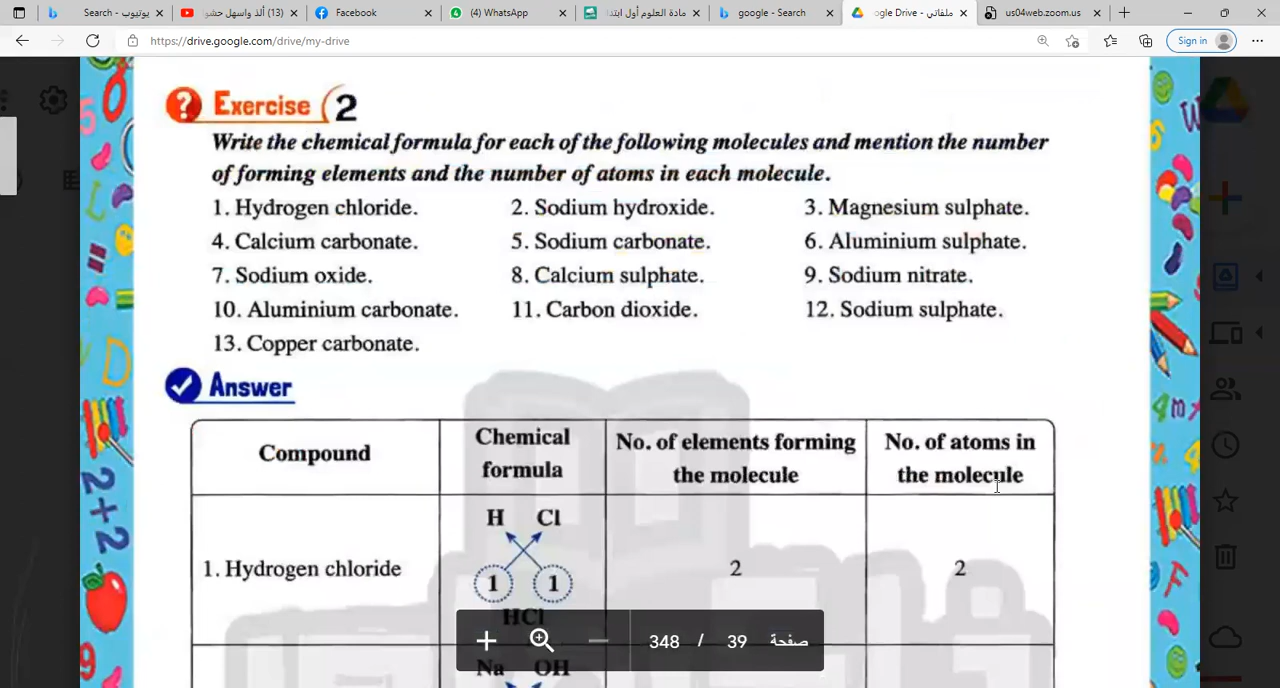 Search - يوتيوب
(13) ألذ واسهل حشو
Facebook
(4) WhatsApp
مادة العلوم أول ابتدا
google - Search
ملفاتي - ogle Drive
us04web.zoom.us
https://drive.google.com/drive/my-drive
Sign in
Exercise 2
Write the chemical formula for each of the following molecules and mention the number
of forming elements and the number of atoms in each molecule.
1. Hydrogen chloride. 2. Sodium hydroxide. 3. Magnesium sulphate.
4. Calcium carbonate. 5. Sodium carbonate. 6. Aluminium sulphate.
7. Sodium oxide. 8. Calcium sulphate. 9. Sodium nitrate.
10. Aluminium carbonate. 11. Carbon dioxide. 12. Sodium sulphate.
13. Copper carbonate.
Answer
Compound
Chemical
formula
No. of elements forming
the molecule
No. of atoms in
the molecule
1. Hydrogen chloride
H Cl
1 1
HCl
2
2
Na OH
صفحة 39 / 348
2+2